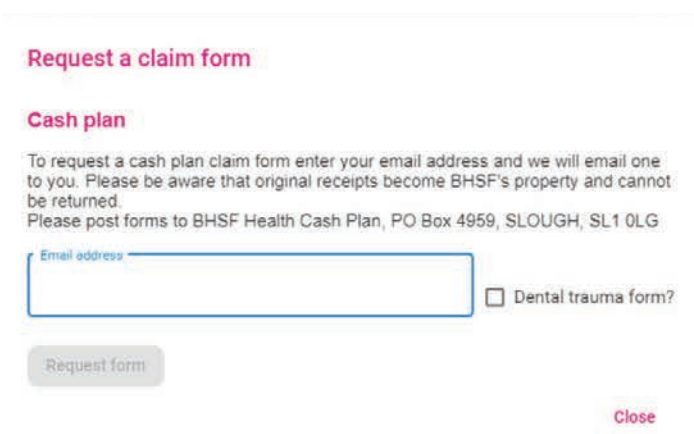 Request a claim form
Cash plan
To request a cash plan claim form enter your email address and we will email one
to you. Please be aware that original receipts become BHSF's property and cannot
be returned.
Please post forms to BHSF Health Cash Plan, PO Box 4959, SLOUGH, SL1 0LG
Email address
Dental trauma form?
Request form
Close